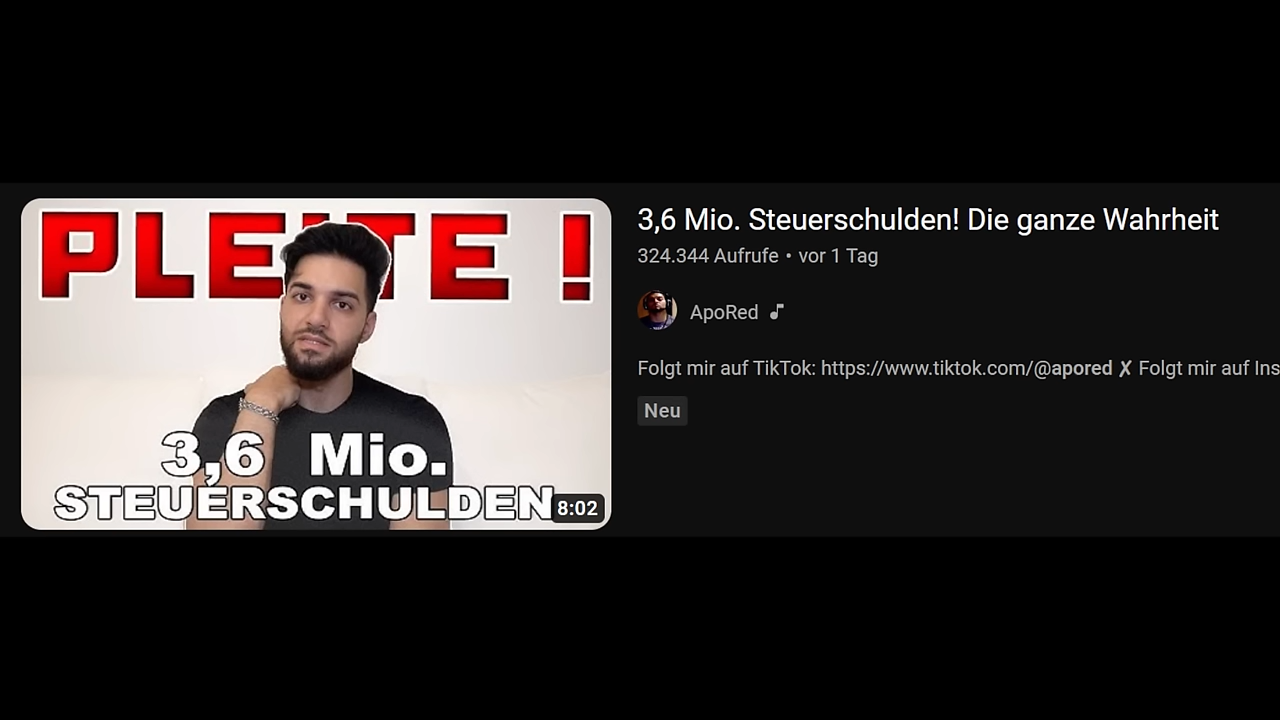 PLEITE !
3,6 Mio.
STEUERSCHULDEN
8:02
3,6 Mio. Steuerschulden! Die ganze Wahrheit
324.344 Aufrufe • vor 1 Tag
ApoRed
Folgt mir auf TikTok: https://www.tiktok.com/@apored ✘ Folgt mir auf Ins
Neu